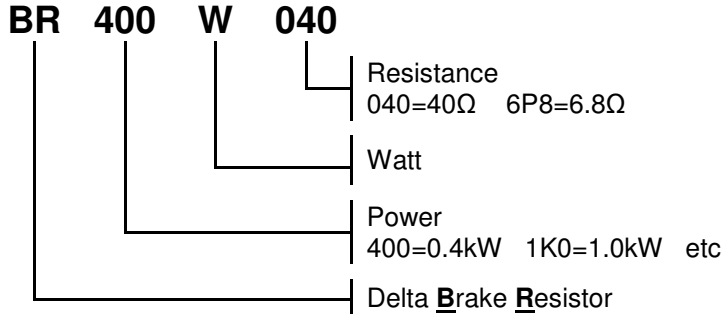 BR 400 W 040
Resistance
040=40Ω 6P8=6.8Ω
Watt
Power
400=0.4kW 1K0=1.0kW etc
Delta Brake Resistor